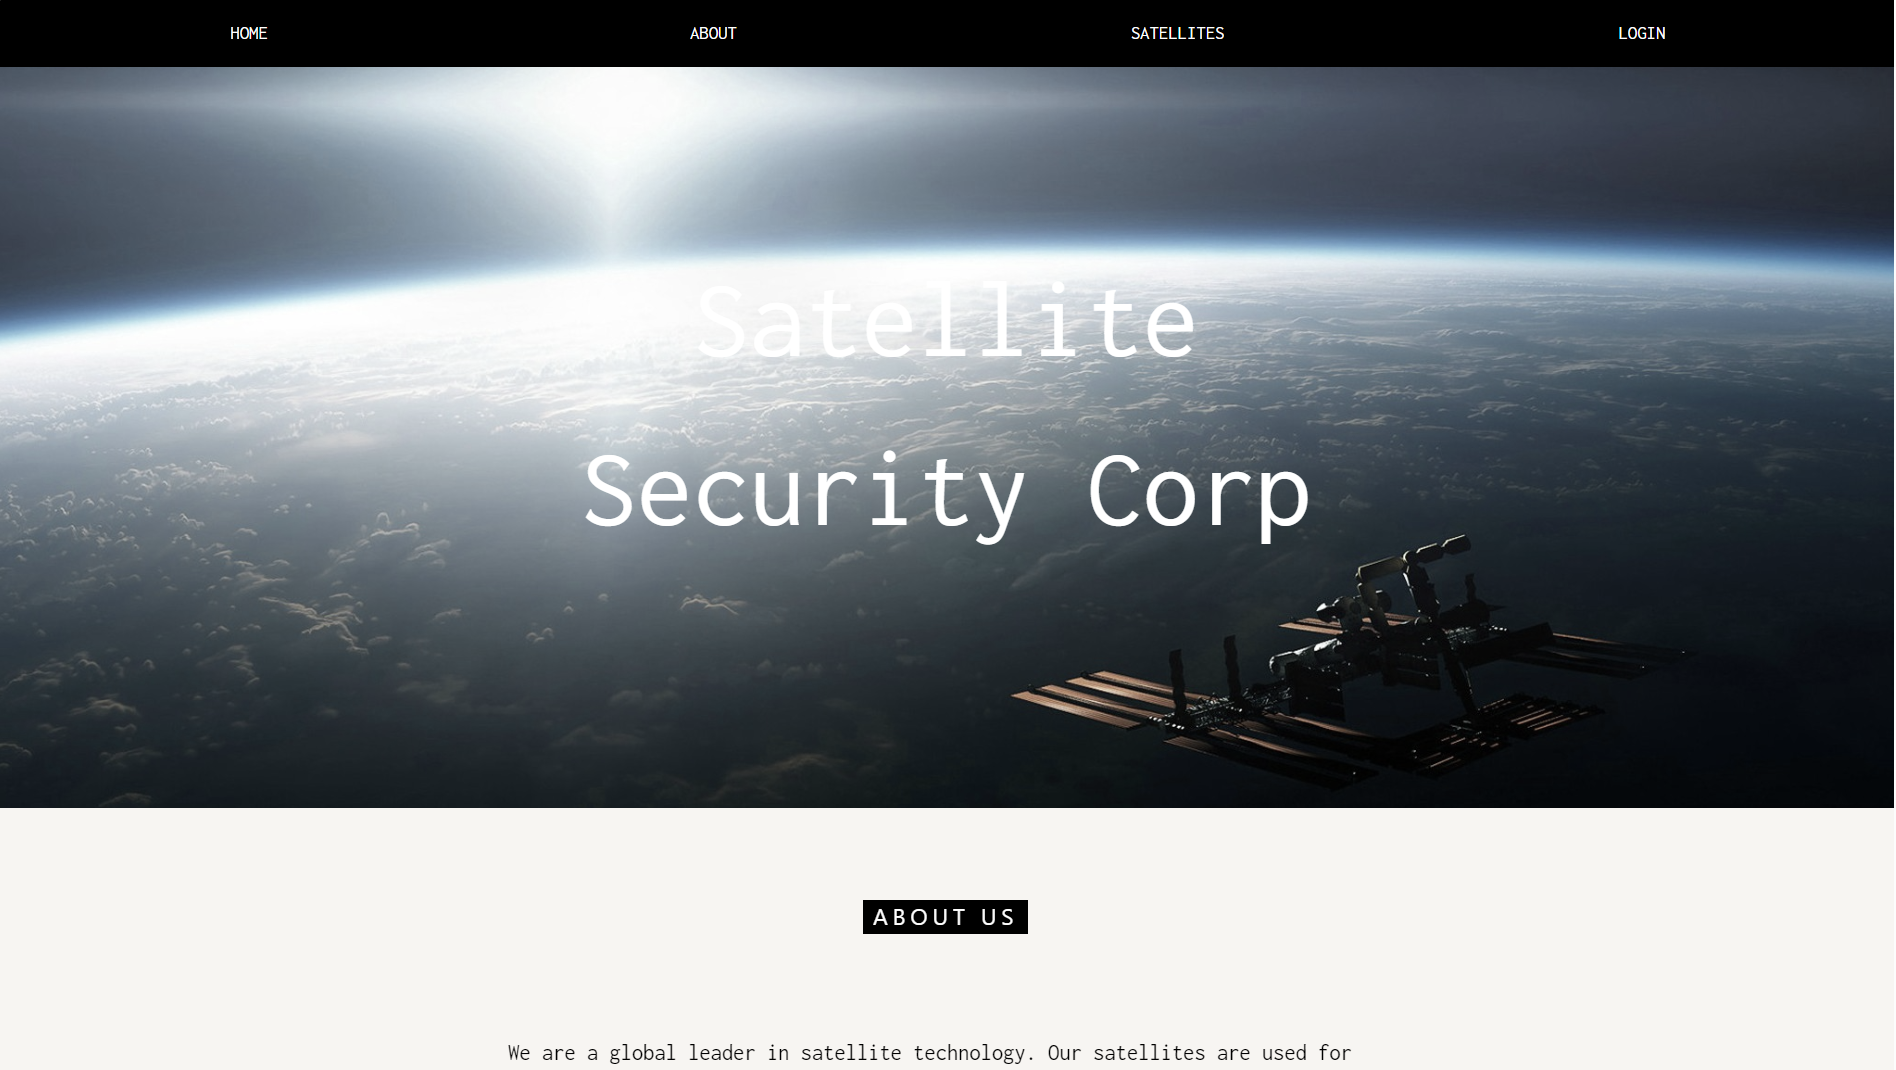 HOME
ABOUT
SATELLITES
LOGIN
Satellite
Security Corp
ABOUT US
We are a global leader in satellite technology. Our satellites are used for